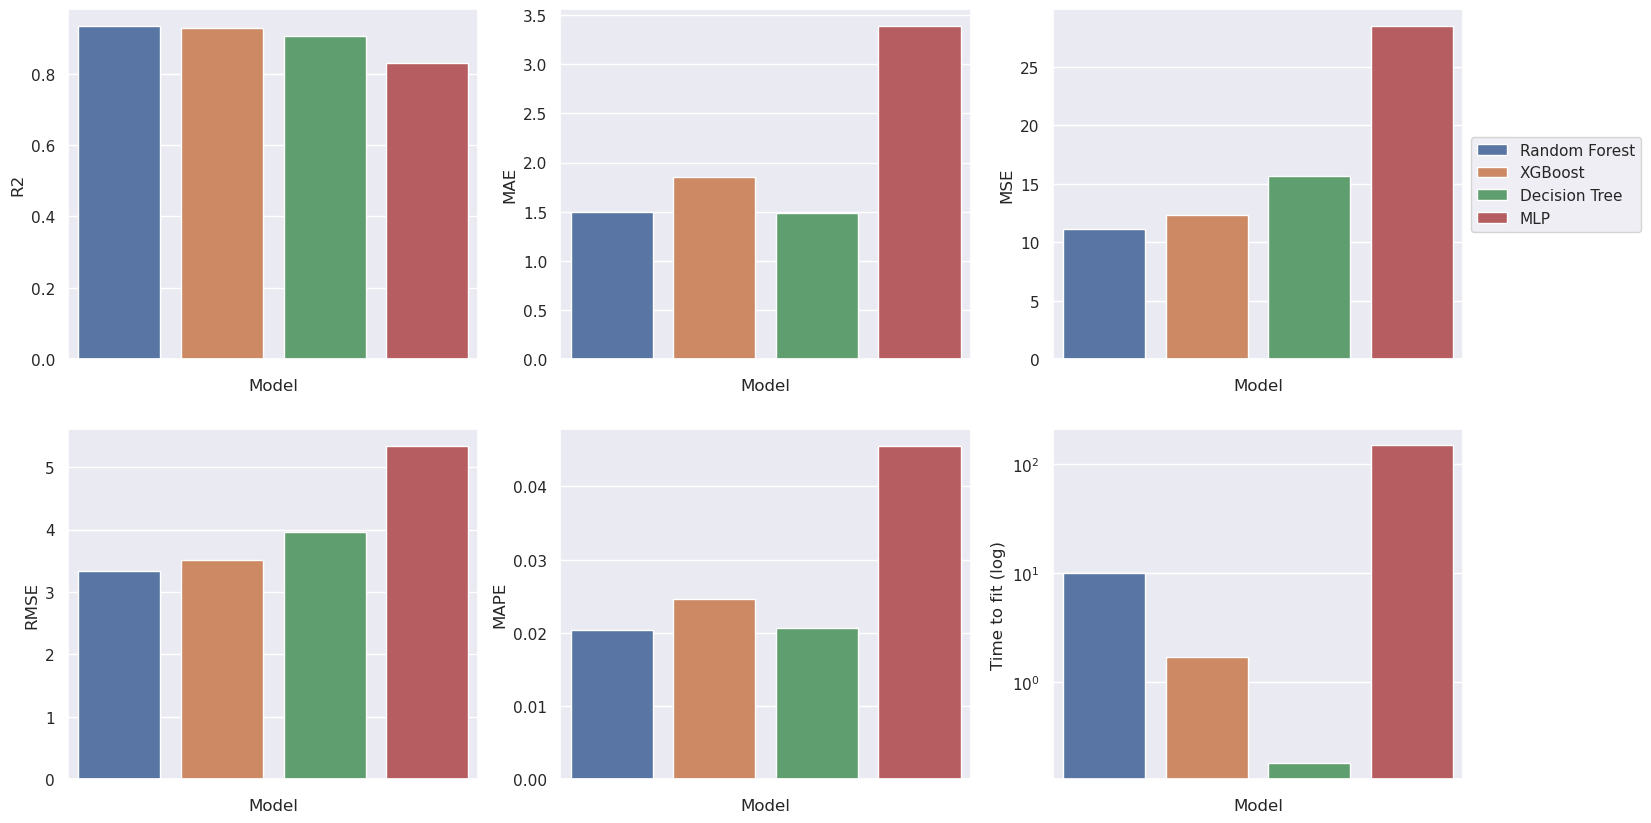 R2
0.8
0.6
0.4
0.2
0.0
Model
MAE
3.5
3.0
2.5
2.0
1.5
1.0
0.5
0.0
Model
MSE
25
20
15
10
5
0
Model
Random Forest
XGBoost
Decision Tree
MLP
RMSE
5
4
3
2
1
0
Model
MAPE
0.04
0.03
0.02
0.01
0.00
Model
Time to fit (log)
10²
10¹
10⁰
Model